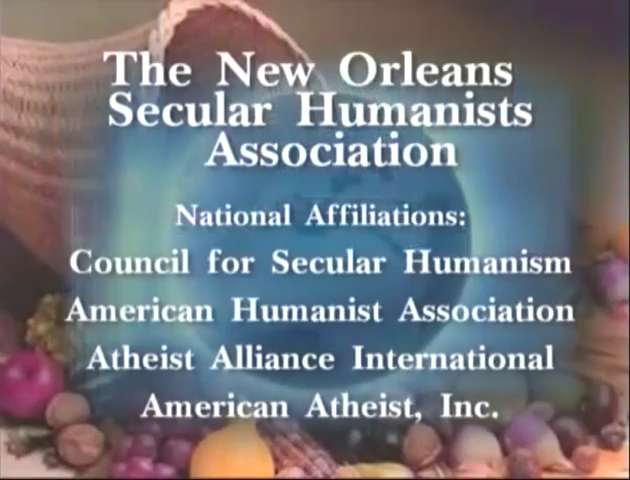 The New Orleans
Secular Humanists
Association
National Affiliations:
Council for Secular Humanism
American Humanist Association
Atheist Alliance International
American Atheist, Inc.